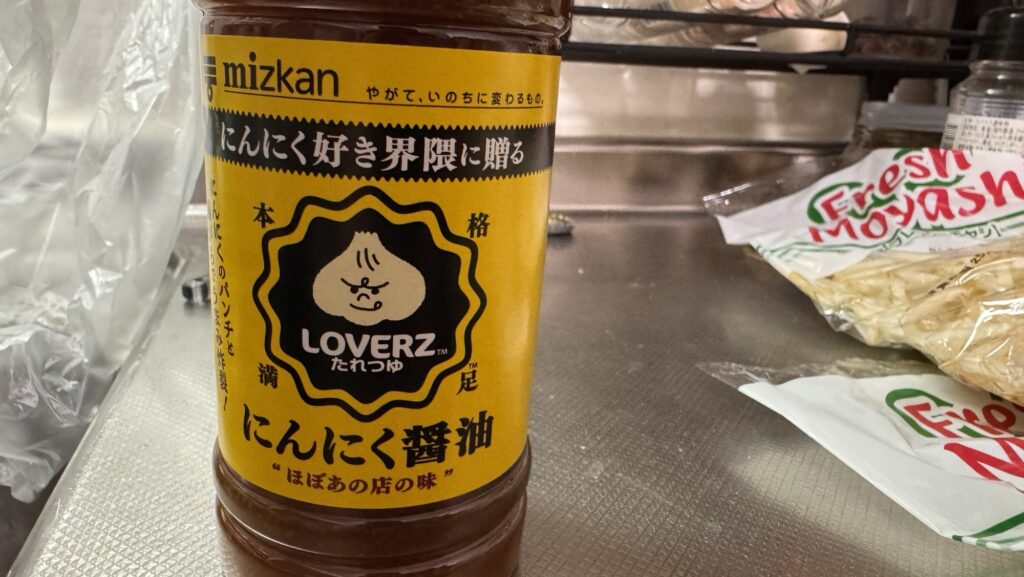 mizkan
やがて、いのちに変わるもの。
にんにく好き界隈に贈る
本格
満足
LOVERZ™
たれつゆ
にんにく醤油
“ほぼあの店の味”
Fresh
Moyashi